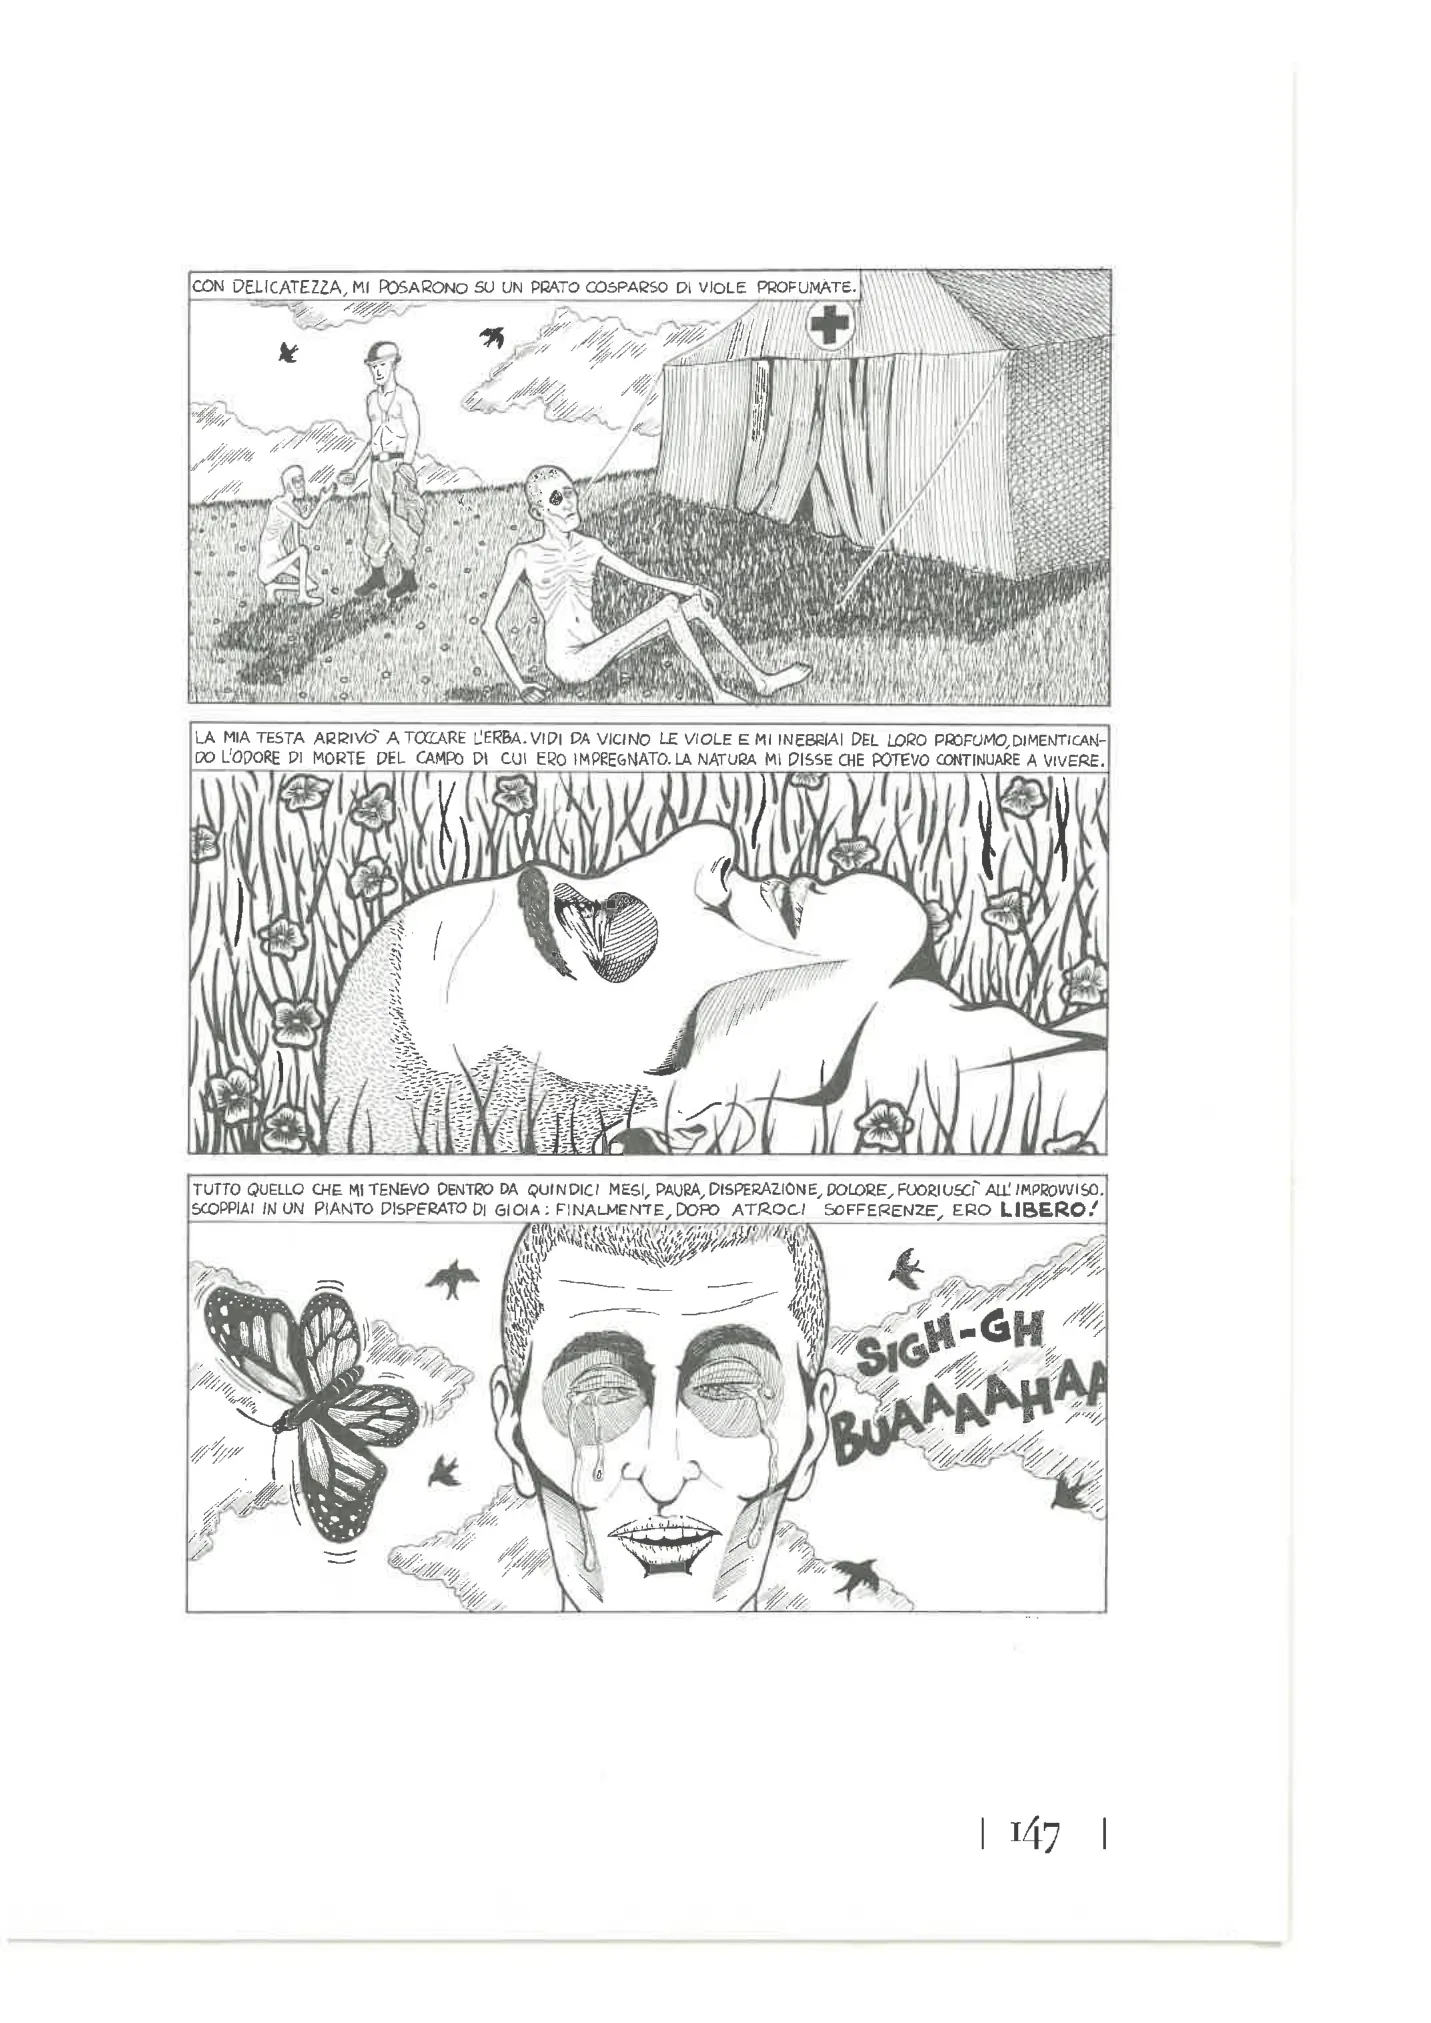 CON DELICATEZZA, MI POSARONO SU UN PRATO COSPARSO DI VIOLE PROFUMATE.
LA MIA TESTA ARRIVÒ A TOCCARE L'ERBA. VIDI DA VICINO LE VIOLE E MI INEBRIAI DEL LORO PROFUMO, DIMENTICAN-
DO L'ODORE DI MORTE DEL CAMPO DI CUI ERO IMPREGNATO. LA NATURA MI DISSE CHE POTEVO CONTINUARE A VIVERE.
TUTTO QUELLO CHE MI TENEVO DENTRO DA QUINDICI MESI, PAURA, DISPERAZIONE, DOLORE, FUORIUSCÌ ALL'IMPROVVISO.
SCOPPIAI IN UN PIANTO DISPERATO DI GIOIA: FINALMENTE, DOPO ATROCI SOFFERENZE, ERO LIBERO!
SIGH-GH
BUAAAAHAA
| 147 |